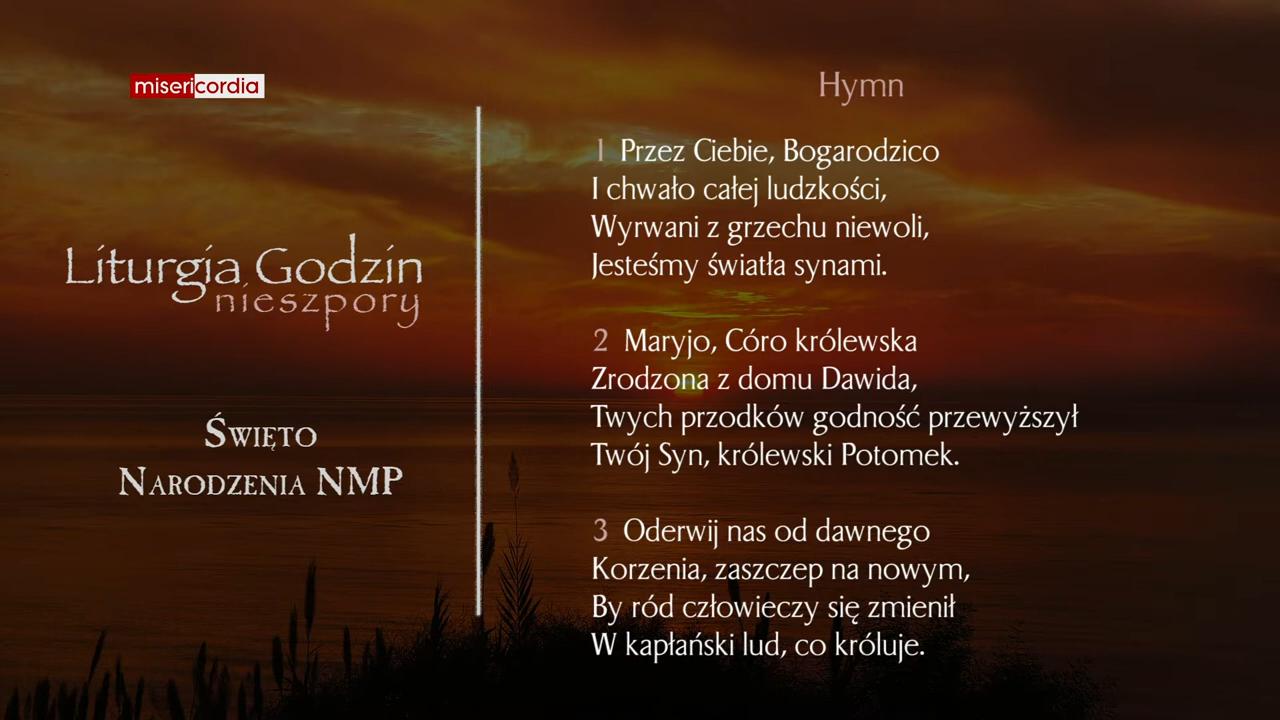 misericordia
Liturgia Godzin
nieszpory
Święto
Narodzenia NMP
Hymn
1 Przez Ciebie, Bogarodzico
I chwało całej ludzkości,
Wyrwani z grzechu niewoli,
Jesteśmy światła synami.
2 Maryjo, Córo królewska
Zrodzona z domu Dawida,
Twych przodków godność przewyższył
Twój Syn, królewski Potomek.
3 Oderwij nas od dawnego
Korzenia, zaszczep na nowym,
By ród człowieczy się zmienił
W kapłański lud, co króluje.